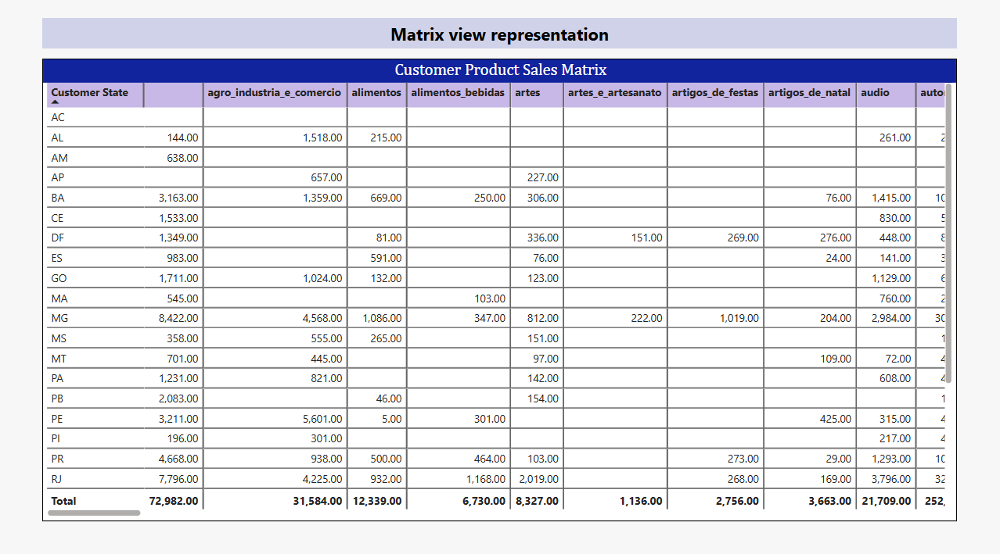 Matrix view representation
Customer Product Sales Matrix
Customer State agro_industria_e_comercio alimentos alimentos_bebidas artes artes_e_artesanato artigos_de_festas artigos_de_natal audio
AC
AL 144.00 1,518.00 215.00 261.00
AM 638.00
AP 657.00 227.00
BA 3,163.00 1,359.00 669.00 250.00 306.00 76.00 1,415.00 10
CE 1,533.00 830.00 5
DF 1,349.00 81.00 336.00 151.00 269.00 276.00 448.00 8
ES 983.00 591.00 76.00 24.00 141.00 3
GO 1,711.00 1,024.00 132.00 123.00 1,129.00 6
MA 545.00 103.00 760.00 2
MG 8,422.00 4,568.00 1,086.00 347.00 812.00 222.00 1,019.00 204.00 2,984.00 30
MS 358.00 555.00 265.00 151.00 1
MT 701.00 445.00 97.00 109.00 72.00 4
PA 1,231.00 821.00 142.00 608.00 4
PB 2,083.00 46.00 154.00 1
PE 3,211.00 5,601.00 5.00 301.00 425.00 315.00 4
PI 196.00 301.00 217.00 4
PR 4,668.00 938.00 500.00 464.00 103.00 273.00 29.00 1,293.00 10
RJ 7,796.00 4,225.00 932.00 1,168.00 2,019.00 268.00 169.00 3,796.00 32
Total 72,982.00 31,584.00 12,339.00 6,730.00 8,327.00 1,136.00 2,756.00 3,663.00 21,709.00 252,